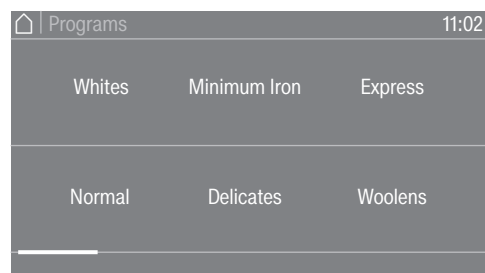 Programs 11:02
Whites Minimum Iron Express
Normal Delicates Woolens